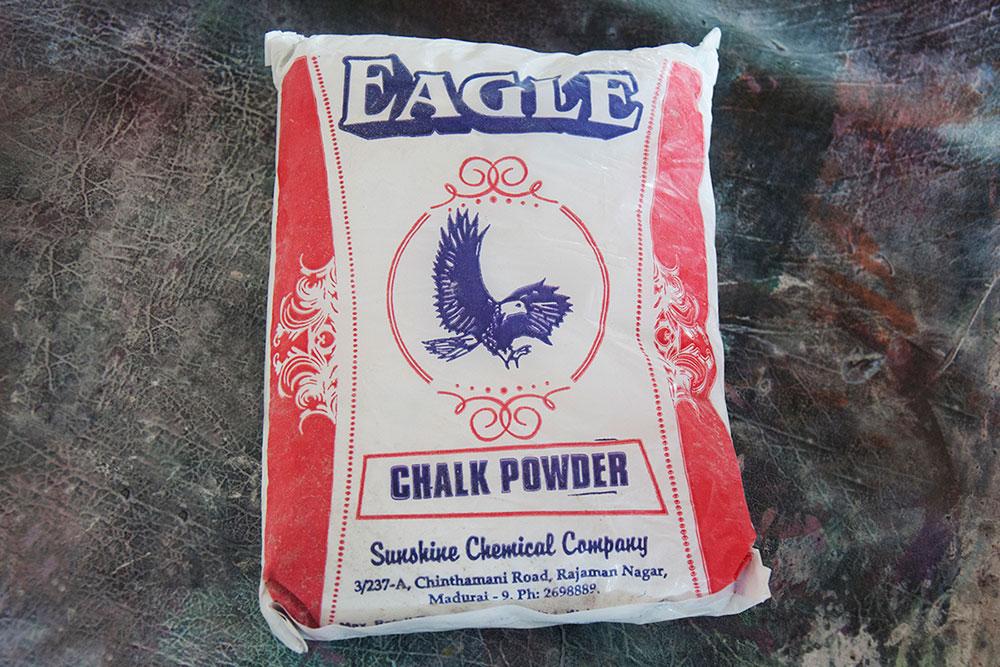 EAGLE
CHALK POWDER
Sunshine Chemical Company
3/237-A, Chinthamani Road, Rajaman Nagar,
Madurai - 9. Ph: 2698889.